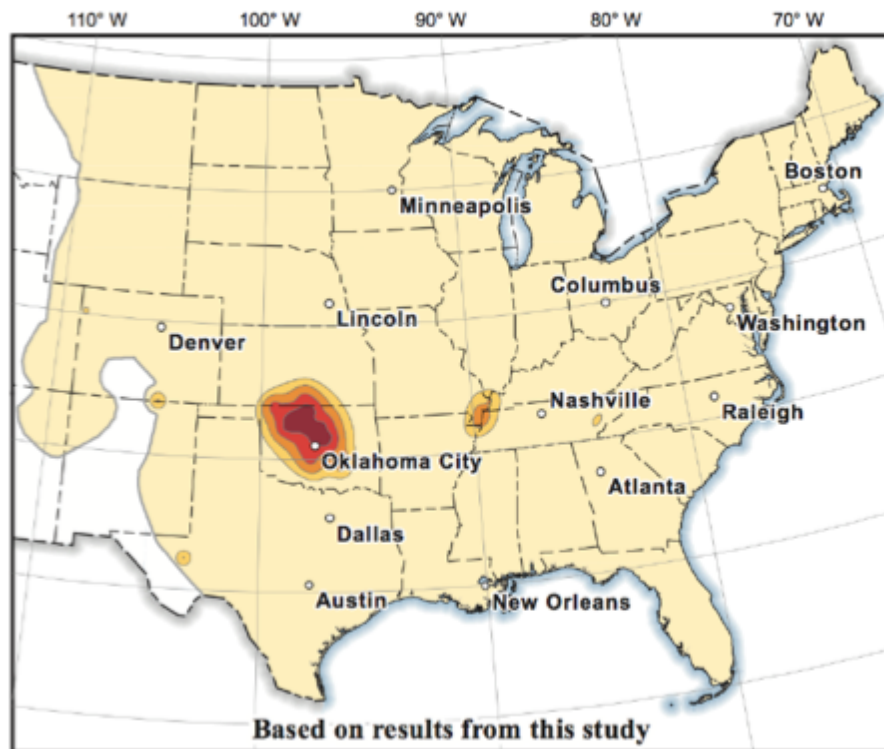 110° W
100° W
90° W
80° W
70° W
Boston
Minneapolis
Columbus
Washington
Lincoln
Denver
Nashville
Raleigh
Oklahoma City
Atlanta
Dallas
Austin
New Orleans
Based on results from this study